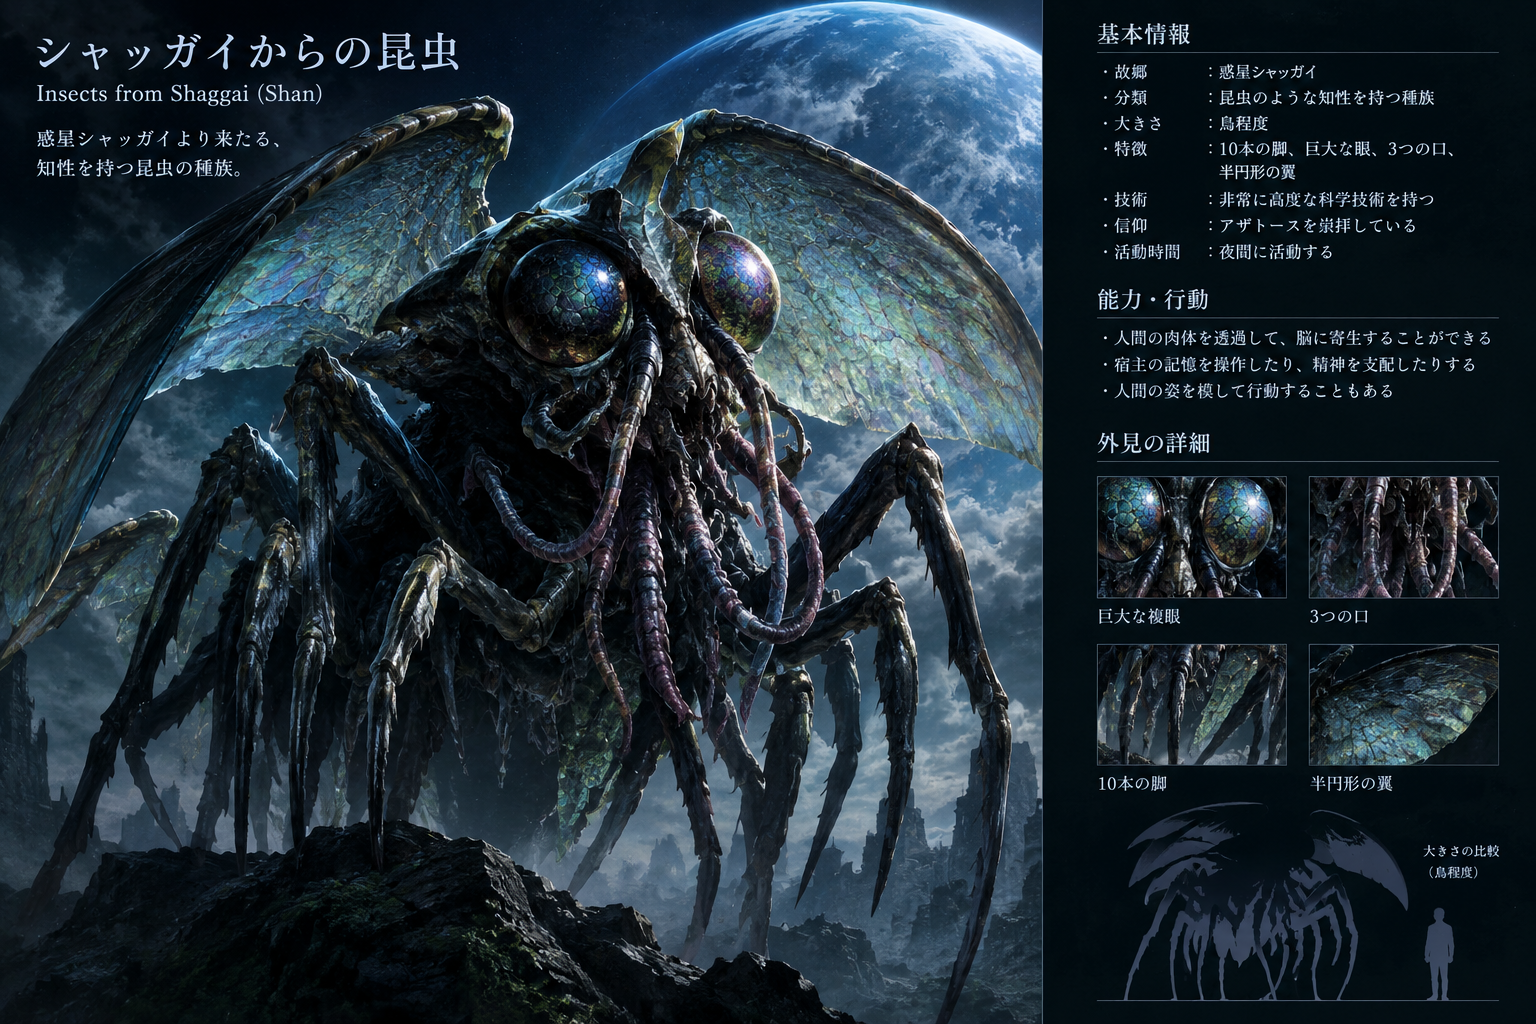 シャッガイからの昆虫
Insects from Shaggai (Shan)
惑星シャッガイより来たる、
知性を持つ昆虫の種族。
基本情報
・故郷 ：惑星シャッガイ
・分類 ：昆虫のような知性を持つ種族
・大きさ ：鳥程度
・特徴 ：10本の脚、巨大な眼、3つの口、
半円形の翼
・技術 ：非常に高度な科学技術を持つ
・信仰 ：アザトースを崇拝している
・活動時間 ：夜間に活動する
能力・行動
・人間の肉体を透過して、脳に寄生することができる
・宿主の記憶を操作したり、精神を支配したりする
・人間の姿を模して行動することもある
外見の詳細
巨大な複眼
3つの口
10本の脚
半円形の翼
大きさの比較
（鳥程度）